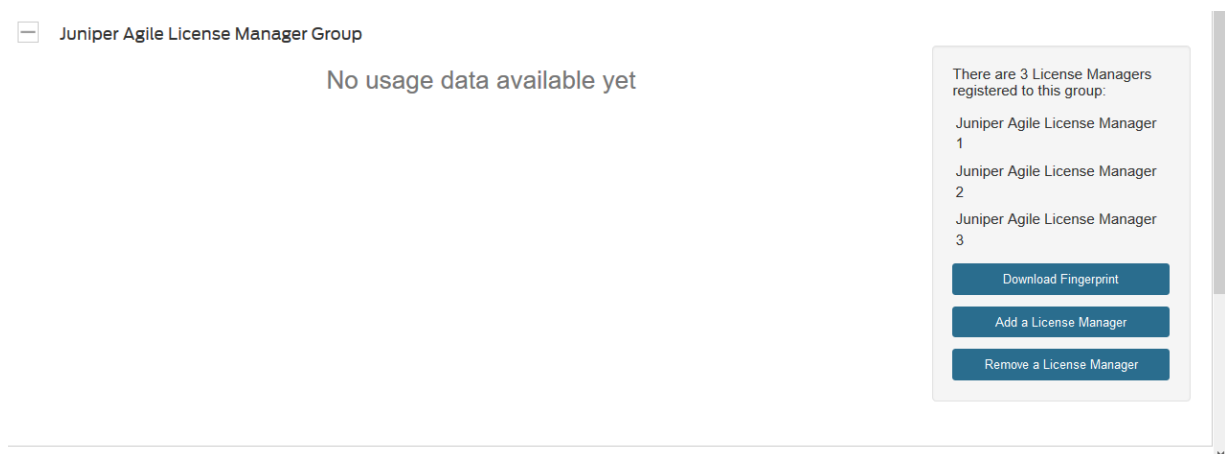 Juniper Agile License Manager Group
No usage data available yet
There are 3 License Managers
registered to this group:
Juniper Agile License Manager
1
Juniper Agile License Manager
2
Juniper Agile License Manager
3
Download Fingerprint
Add a License Manager
Remove a License Manager